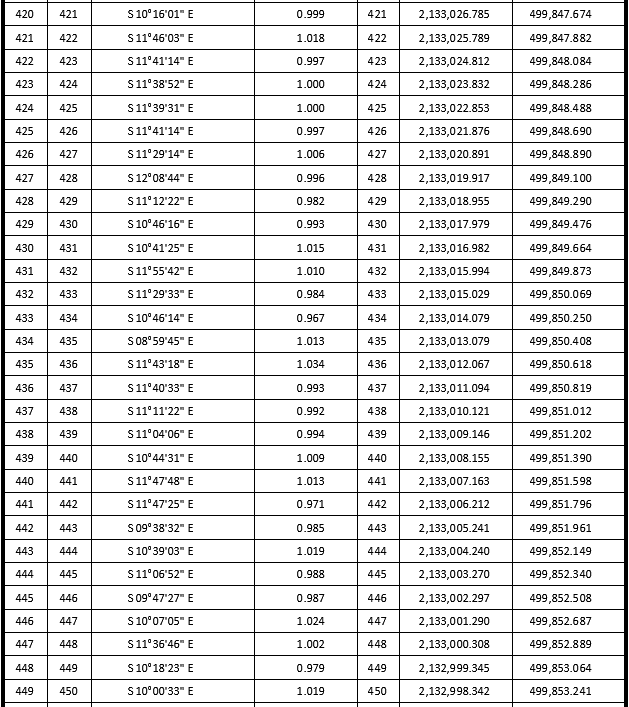 420 421 S 10°16'01" E 0.999 421 2,133,026.785 499,847.674
421 422 S 11°46'03" E 1.018 422 2,133,025.789 499,847.882
422 423 S 11°41'14" E 0.997 423 2,133,024.812 499,848.084
423 424 S 11°38'52" E 1.000 424 2,133,023.832 499,848.286
424 425 S 11°39'31" E 1.000 425 2,133,022.853 499,848.488
425 426 S 11°41'14" E 0.997 426 2,133,021.876 499,848.690
426 427 S 11°29'14" E 1.006 427 2,133,020.891 499,848.890
427 428 S 12°08'44" E 0.996 428 2,133,019.917 499,849.100
428 429 S 11°12'22" E 0.982 429 2,133,018.955 499,849.290
429 430 S 10°46'16" E 0.993 430 2,133,017.979 499,849.476
430 431 S 10°41'25" E 1.015 431 2,133,016.982 499,849.664
431 432 S 11°55'42" E 1.010 432 2,133,015.994 499,849.873
432 433 S 11°29'33" E 0.984 433 2,133,015.029 499,850.069
433 434 S 10°46'14" E 0.967 434 2,133,014.079 499,850.250
434 435 S 08°59'45" E 1.013 435 2,133,013.079 499,850.408
435 436 S 11°43'18" E 1.034 436 2,133,012.067 499,850.618
436 437 S 11°40'33" E 0.993 437 2,133,011.094 499,850.819
437 438 S 11°11'22" E 0.992 438 2,133,010.121 499,851.012
438 439 S 11°04'06" E 0.994 439 2,133,009.146 499,851.202
439 440 S 10°44'31" E 1.009 440 2,133,008.155 499,851.390
440 441 S 11°47'48" E 1.013 441 2,133,007.163 499,851.598
441 442 S 11°47'25" E 0.971 442 2,133,006.212 499,851.796
442 443 S 09°38'32" E 0.985 443 2,133,005.241 499,851.961
443 444 S 10°39'03" E 1.019 444 2,133,004.240 499,852.149
444 445 S 11°06'52" E 0.988 445 2,133,003.270 499,852.340
445 446 S 09°47'27" E 0.987 446 2,133,002.297 499,852.508
446 447 S 10°07'05" E 1.024 447 2,133,001.290 499,852.687
447 448 S 11°36'46" E 1.002 448 2,133,000.308 499,852.889
448 449 S 10°18'23" E 0.979 449 2,132,999.345 499,853.064
449 450 S 10°00'33" E 1.019 450 2,132,998.342 499,853.241